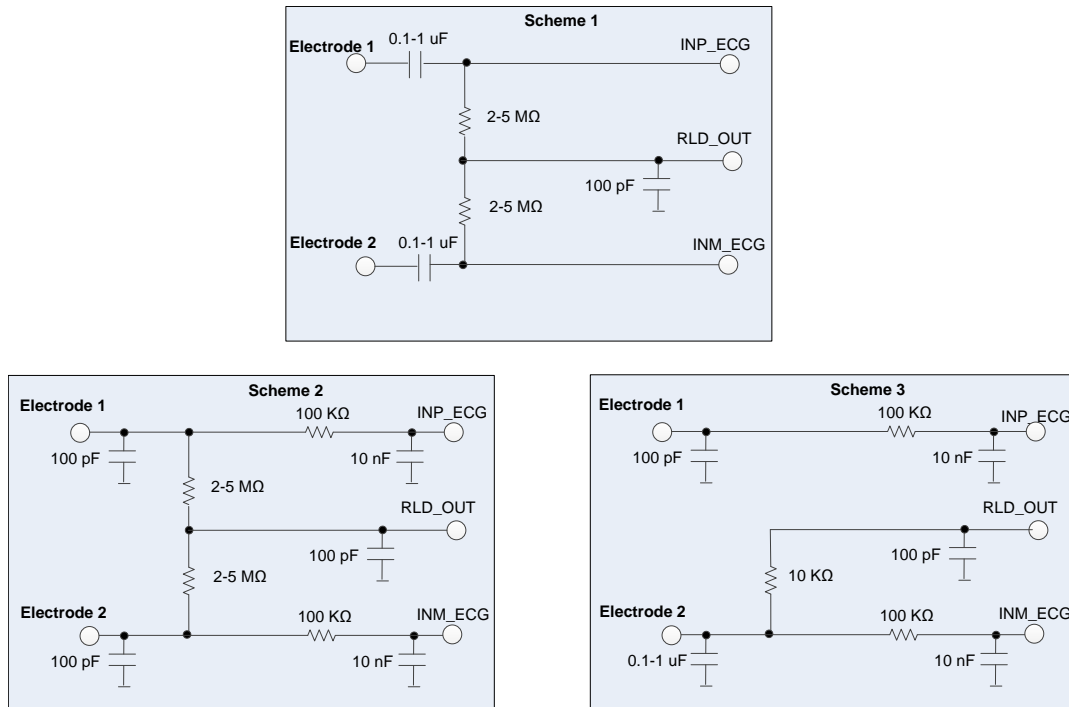 Scheme 1
Electrode 1
0.1-1 uF
INP_ECG
2-5 MΩ
RLD_OUT
100 pF
2-5 MΩ
Electrode 2
0.1-1 uF
INM_ECG
Scheme 2
Electrode 1
100 KΩ
INP_ECG
100 pF
10 nF
2-5 MΩ
RLD_OUT
100 pF
2-5 MΩ
Electrode 2
100 KΩ
INM_ECG
100 pF
10 nF
Scheme 3
Electrode 1
100 KΩ
INP_ECG
100 pF
10 nF
RLD_OUT
100 pF
10 KΩ
Electrode 2
100 KΩ
INM_ECG
0.1-1 uF
10 nF